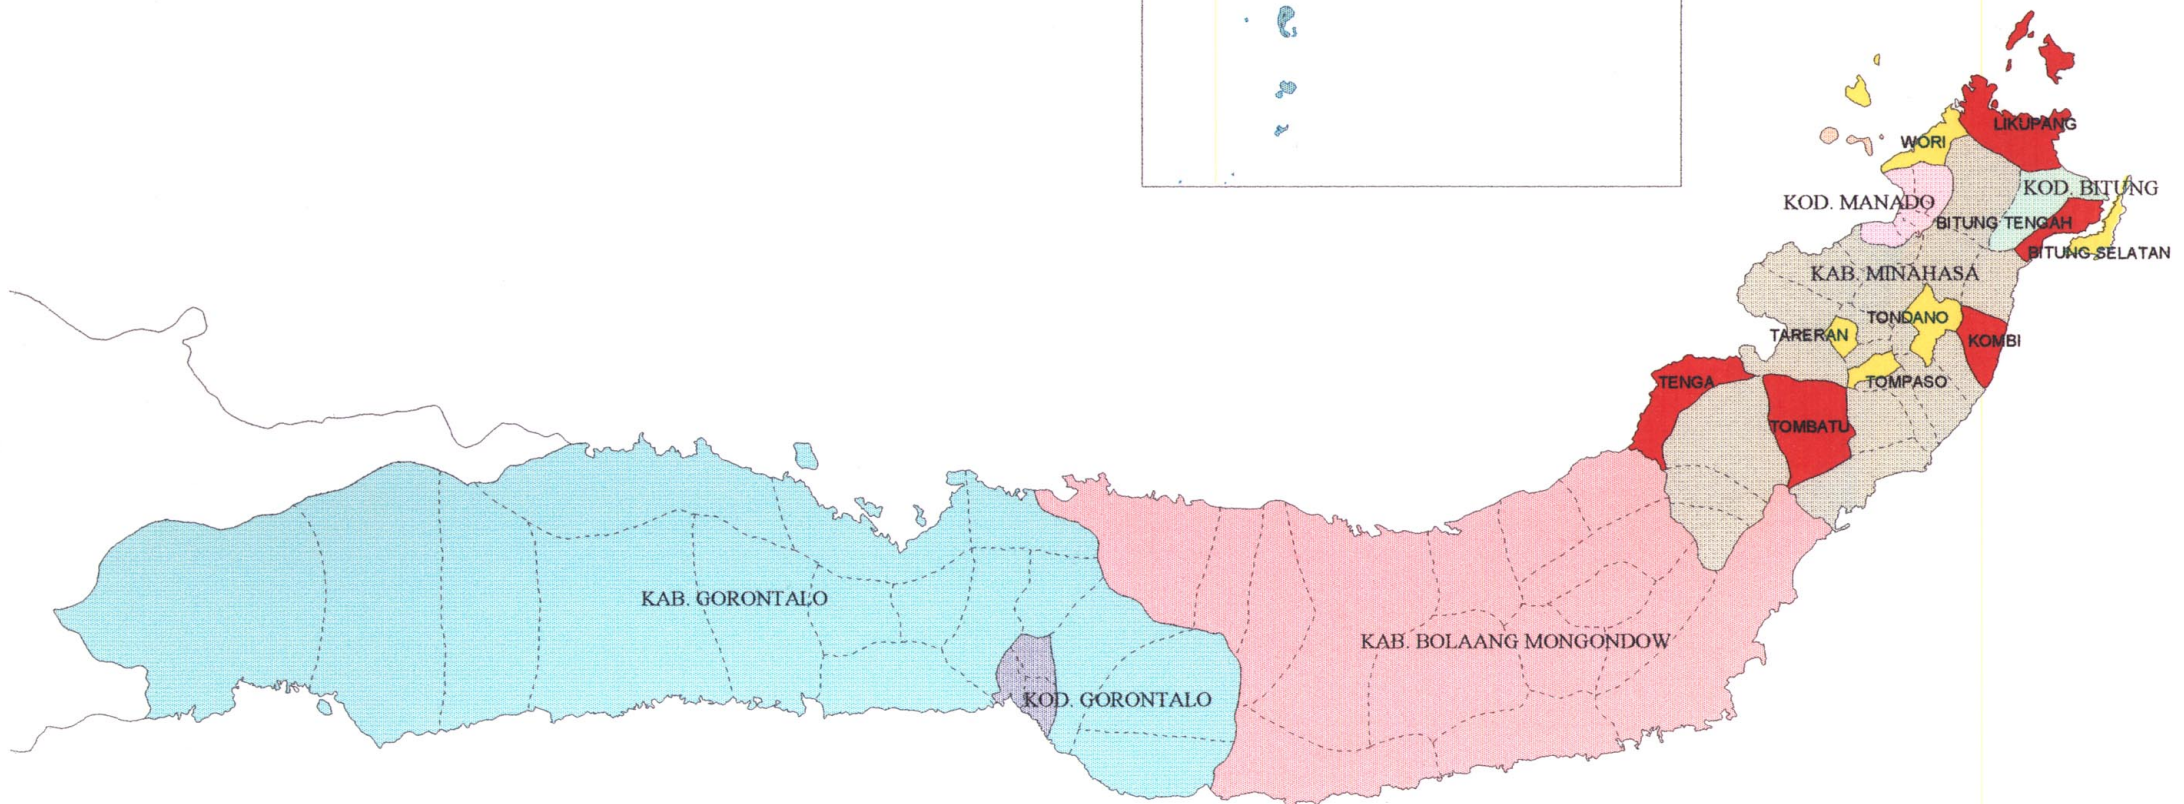 LIKUPANG
WORI
KOD. BITUNG
KOD. MANADO
BITUNG TENGAH
BITUNG SELATAN
KAB. MINAHASA
TONDANO
TARERAN
KOMBI
TENGA
TOMPASO
TOMBATU
KAB. GORONTALO
KAB. BOLAANG MONGONDOW
KOD. GORONTALO